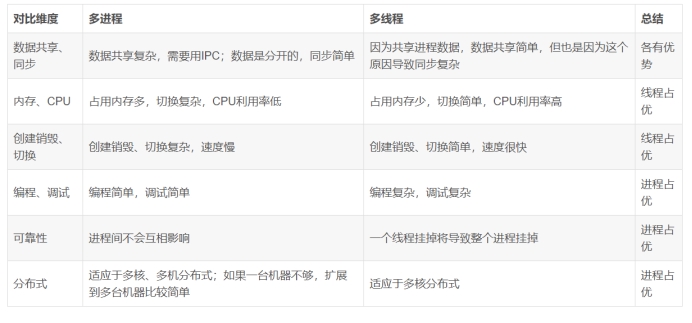 对比维度 多进程 多线程 总结
数据共享、
同步
数据共享复杂，需要用IPC；数据是分开的，同步简单
因为共享进程数据，数据共享简单，但也是因为这个
原因导致同步复杂
各有优
势
内存、CPU
占用内存多，切换复杂，CPU利用率低
占用内存少，切换简单，CPU利用率高
线程占
优
创建销毁、
切换
创建销毁、切换复杂，速度慢
创建销毁、切换简单，速度很快
线程占
优
编程、调试
编程简单，调试简单
编程复杂，调试复杂
进程占
优
可靠性
进程间不会互相影响
一个线程挂掉将导致整个进程挂掉
进程占
优
分布式
适应于多核、多机分布式；如果一台机器不够，扩展
到多台机器比较简单
适应于多核分布式
进程占
优